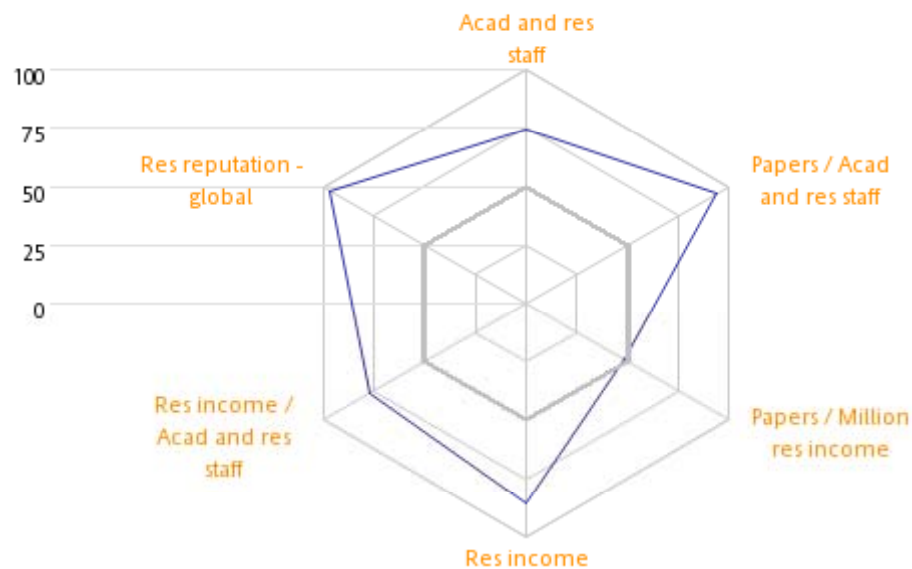 Acad and res
staff
100
75
Res reputation -
global
Papers / Acad
and res staff
50
25
0
Res income /
Acad and res
staff
Papers / Million
res income
Res income